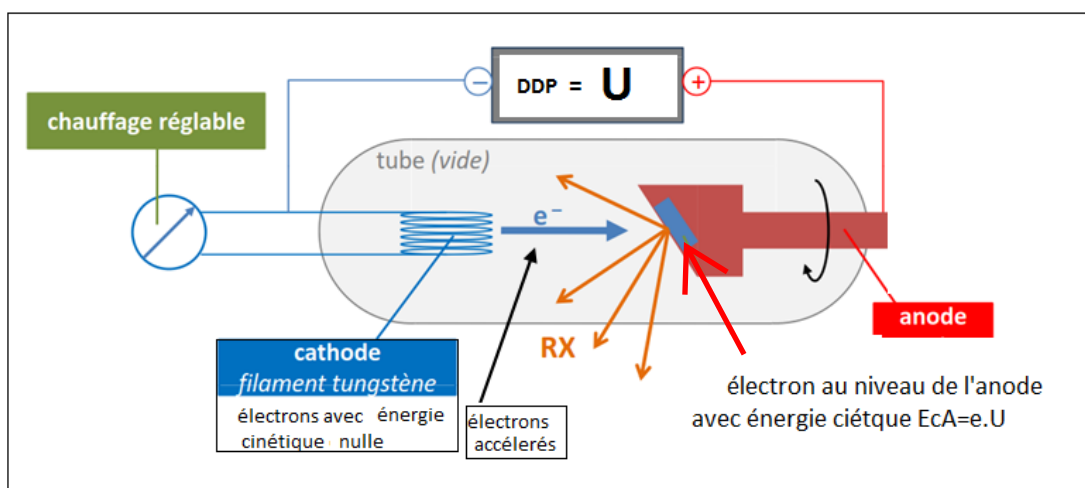 DDP = U
−
+
chauffage réglable
tube (vide)
e⁻
RX
anode
cathode
filament tungstène
électrons avec énergie
cinétique nulle
électrons
accélerés
électron au niveau de l'anode
avec énergie ciétque EcA=e.U